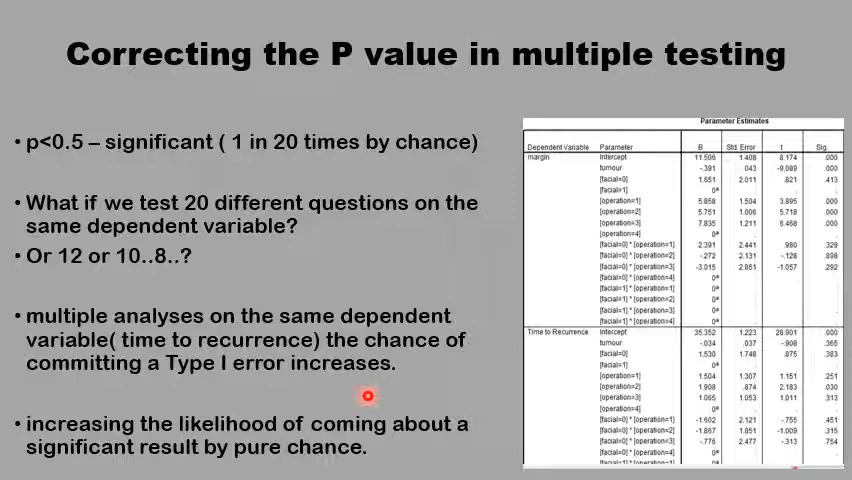 Correcting the P value in multiple testing
• p<0.5 – significant ( 1 in 20 times by chance)
• What if we test 20 different questions on the
same dependent variable?
• Or 12 or 10..8..?
• multiple analyses on the same dependent
variable( time to recurrence) the chance of
committing a Type I error increases.
• increasing the likelihood of coming about a
significant result by pure chance.
Parameter Estimates
Dependent Variable Parameter B Std. Error t Sig.
margin Intercept 11.506 1.408 8.174 .000
tumour -.391 .043 -9.089 .000
[facial=0] 1.651 2.011 .821 .413
[facial=1] 0ª . . .
[operation=1] 5.858 1.504 3.895 .000
[operation=2] 5.751 1.006 5.718 .000
[operation=3] 7.835 1.211 6.468 .000
[operation=4] 0ª . . .
[facial=0] * [operation=1] 2.391 2.441 .980 .329
[facial=0] * [operation=2] -.272 2.131 -.128 .898
[facial=0] * [operation=3] -3.015 2.851 -1.057 .292
[facial=0] * [operation=4] 0ª
[facial=1] * [operation=1] 0ª
[facial=1] * [operation=2] 0ª
[facial=1] * [operation=3] 0ª
[facial=1] * [operation=4] 0ª
Time to Recurrence Intercept 35.352 1.223 28.901 .000
tumour -.034 .037 -.908 .365
[facial=0] 1.530 1.748 .875 .383
[facial=1] 0ª
[operation=1] 1.504 1.307 1.151 .251
[operation=2] 1.908 .874 2.183 .030
[operation=3] 1.065 1.053 1.011 .313
[operation=4] 0ª
[facial=0] * [operation=1] -1.602 2.121 -.755 .451
[facial=0] * [operation=2] -1.867 1.851 -1.009 .315
[facial=0] * [operation=3] -.776 2.477 -.313 .754
[facial=0] * [operation=4] 0ª